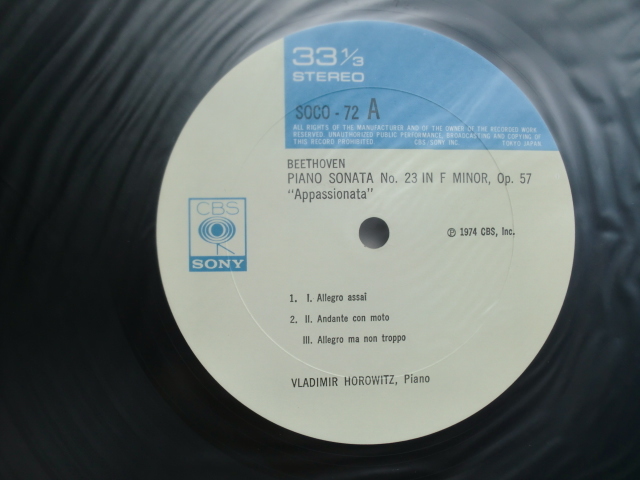 33 1/3
STEREO
SOCO - 72 A
ALL RIGHTS OF THE MANUFACTURER AND OF THE OWNER OF THE RECORDED WORK
RESERVED. UNAUTHORIZED PUBLIC PERFORMANCE, BROADCASTING AND COPYING OF
THIS RECORD PROHIBITED CBS SONY INC. TOKYO JAPAN
BEETHOVEN
PIANO SONATA No. 23 IN F MINOR, Op. 57
"Appassionata"
CBS
SONY
℗ 1974 CBS, Inc.
1. I. Allegro assai
2. II. Andante con moto
III. Allegro ma non troppo
VLADIMIR HOROWITZ, Piano